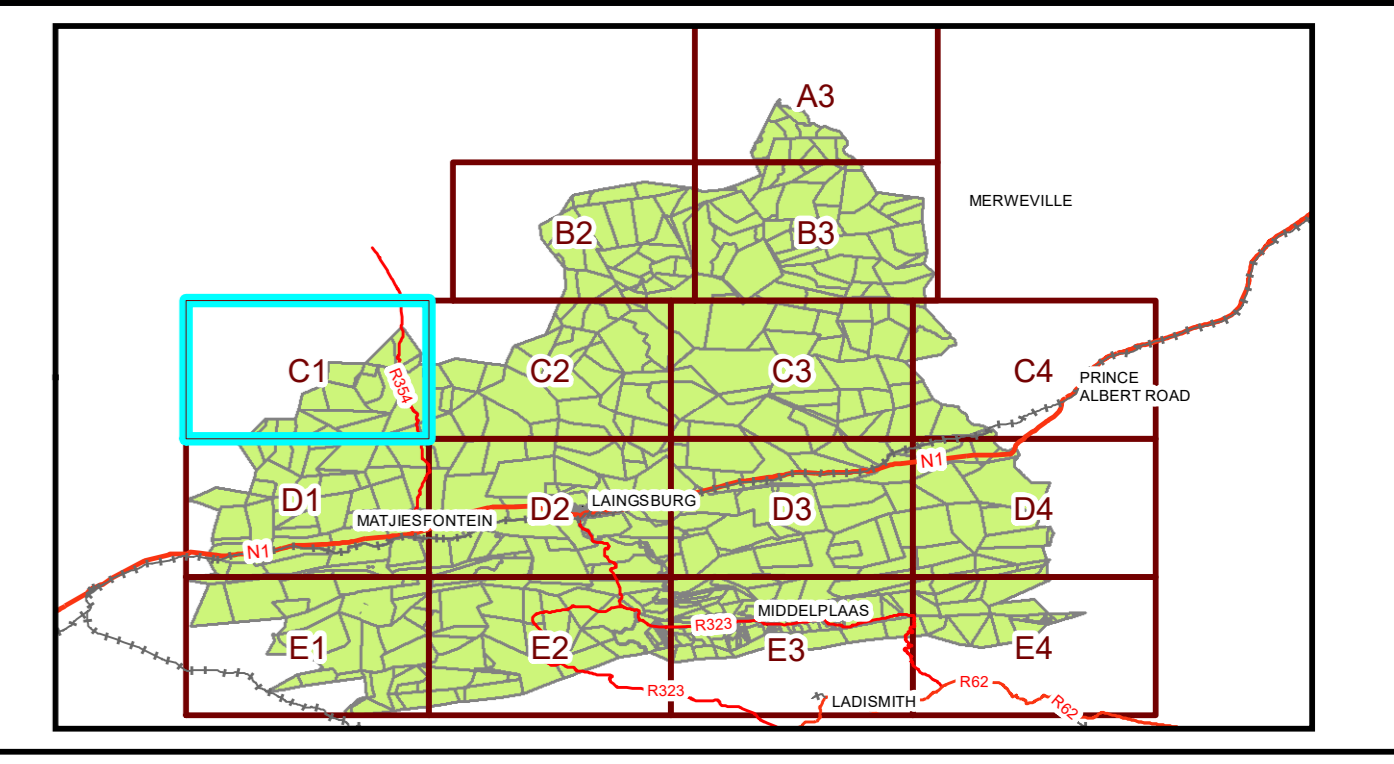 A3
MERWEVILLE
B2
B3
C1
R354
C2
C3
C4
PRINCE
ALBERT ROAD
N1
D1
MATJIESFONTEIN
D2
LAINGSBURG
D3
D4
N1
MIDDELPLAAS
R323
E1
E2
E3
E4
R323
LADISMITH
R62
R62